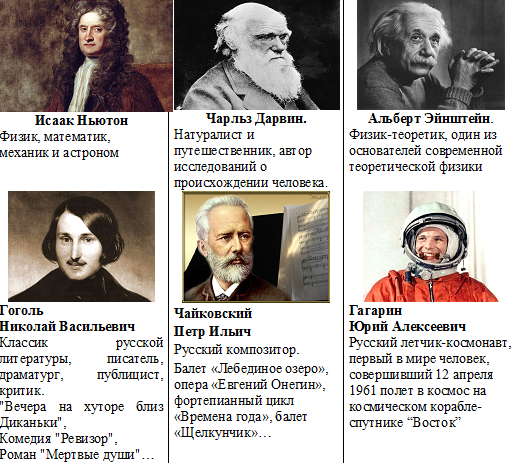 Исаак Ньютон
Физик, математик,
механик и астроном
Чарльз Дарвин.
Натуралист и
путешественник, автор
исследований о
происхождении человека.
Альберт Эйнштейн.
Физик-теоретик, один из
основателей современной
теоретической физики
Гоголь
Николай Васильевич
Классик русской
литературы, писатель,
драматург, публицист,
критик.
"Вечера на хуторе близ
Диканьки",
Комедия "Ревизор",
Роман "Мертвые души"…
Чайковский
Петр Ильич
Русский композитор.
Балет «Лебединое озеро»,
опера «Евгений Онегин»,
фортепианный цикл
«Времена года», балет
«Щелкунчик»…
Гагарин
Юрий Алексеевич
Русский летчик-космонавт,
первый в мире человек,
совершивший 12 апреля
1961 полет в космос на
космическом корабле-
спутнике “Восток”